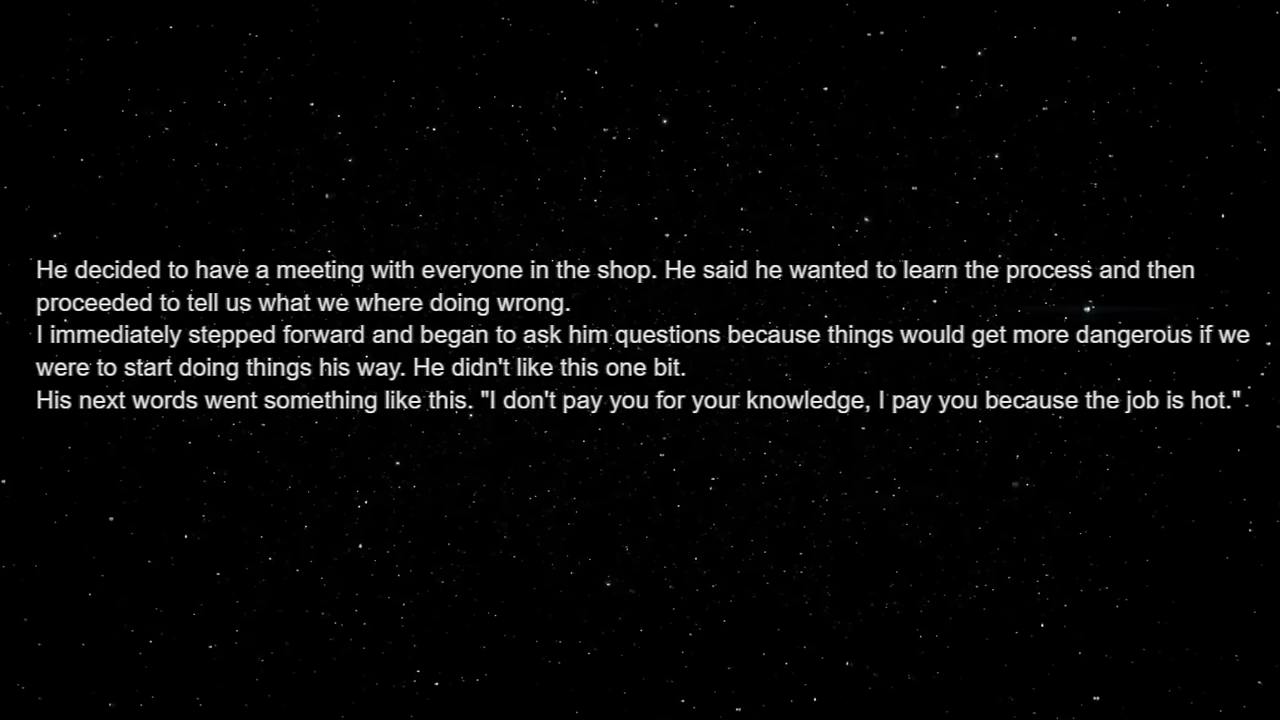 He decided to have a meeting with everyone in the shop. He said he wanted to learn the process and then
proceeded to tell us what we where doing wrong.
I immediately stepped forward and began to ask him questions because things would get more dangerous if we
were to start doing things his way. He didn't like this one bit.
His next words went something like this. "I don't pay you for your knowledge, I pay you because the job is hot."